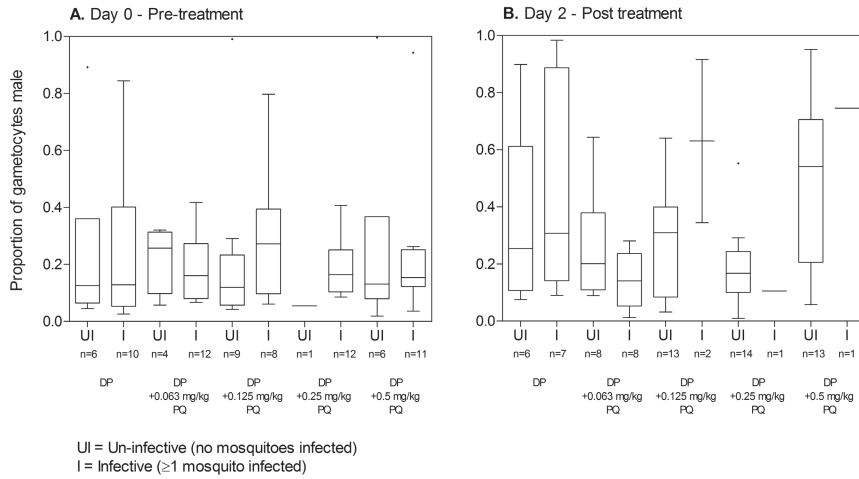 A. Day 0 - Pre-treatment
Proportion of gametocytes male
1.0
0.8
0.6
0.4
0.2
0.0
UI I UI I UI I UI I UI I
n=6 n=10 n=4 n=12 n=9 n=8 n=1 n=12 n=6 n=11
DP DP DP DP DP
+0.063 mg/kg +0.125 mg/kg +0.25 mg/kg +0.5 mg/kg
PQ PQ PQ PQ
B. Day 2 - Post treatment
1.0
0.8
0.6
0.4
0.2
0.0
UI I UI I UI I UI I UI I
n=6 n=7 n=8 n=8 n=13 n=2 n=14 n=1 n=13 n=1
DP DP DP DP DP
+0.063 mg/kg +0.125 mg/kg +0.25 mg/kg +0.5 mg/kg
PQ PQ PQ PQ
UI = Un-infective (no mosquitoes infected)
I = Infective (≥1 mosquito infected)